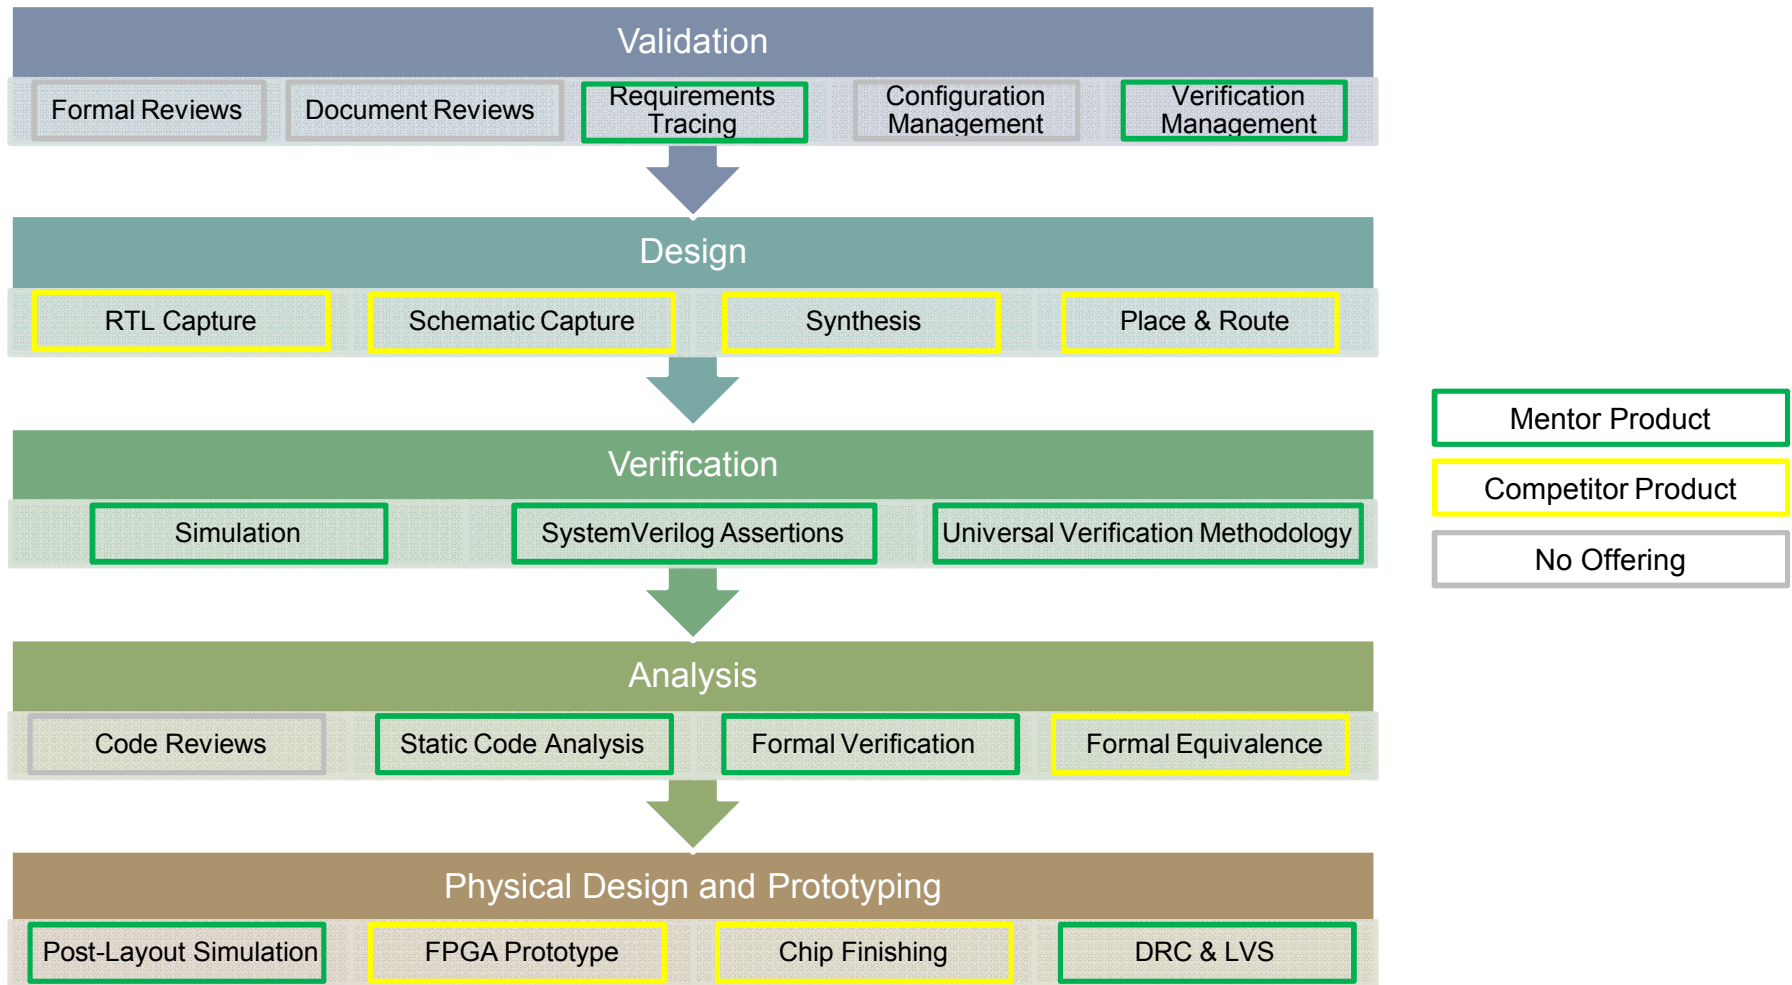 Validation
Formal Reviews
Document Reviews
Requirements
Tracing
Configuration
Management
Verification
Management
Design
RTL Capture
Schematic Capture
Synthesis
Place & Route
Verification
Simulation
SystemVerilog Assertions
Universal Verification Methodology
Analysis
Code Reviews
Static Code Analysis
Formal Verification
Formal Equivalence
Physical Design and Prototyping
Post-Layout Simulation
FPGA Prototype
Chip Finishing
DRC & LVS
Mentor Product
Competitor Product
No Offering